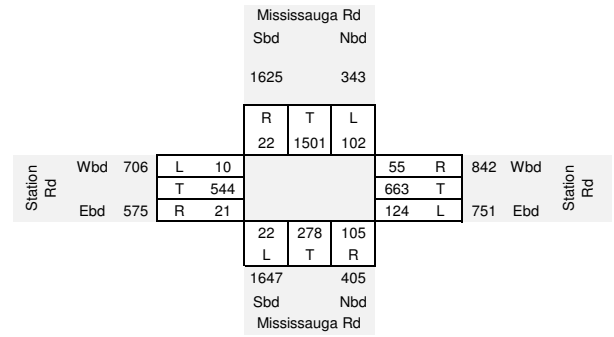 Mississauga Rd
Sbd Nbd
1625 343
R T L
22 1501 102
Station Rd
Wbd 706 L 10 55 R 842 Wbd
T 544 663 T
Ebd 575 R 21 124 L 751 Ebd
Station Rd
22 278 105
L T R
1647 405
Sbd Nbd
Mississauga Rd